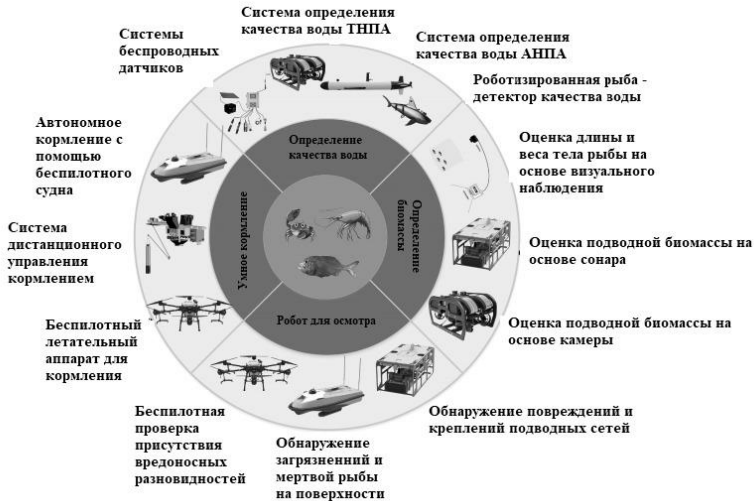 Система определения
качества воды ТНПА
Системы
беспроводных
датчиков
Система определения
качества воды АНПА
Роботизированная рыба -
детектор качества воды
Автономное
кормление с
помощью
беспилотного
судна
Оценка длины и
веса тела рыбы на
основе визуального
наблюдения
Система
дистанционного
управления
кормлением
Оценка подводной биомассы на
основе сонара
Беспилотный
летательный
аппарат для
кормления
Оценка подводной биомассы на
основе камеры
Беспилотная
проверка
присутствия
вредоносных
разновидностей
Обнаружение
загрязненний и
мертвой рыбы
на поверхности
Обнаружение повреждений и
креплений подводных сетей
Определение
качества воды
Умное кормление
Определение
биомассы
Робот для осмотра